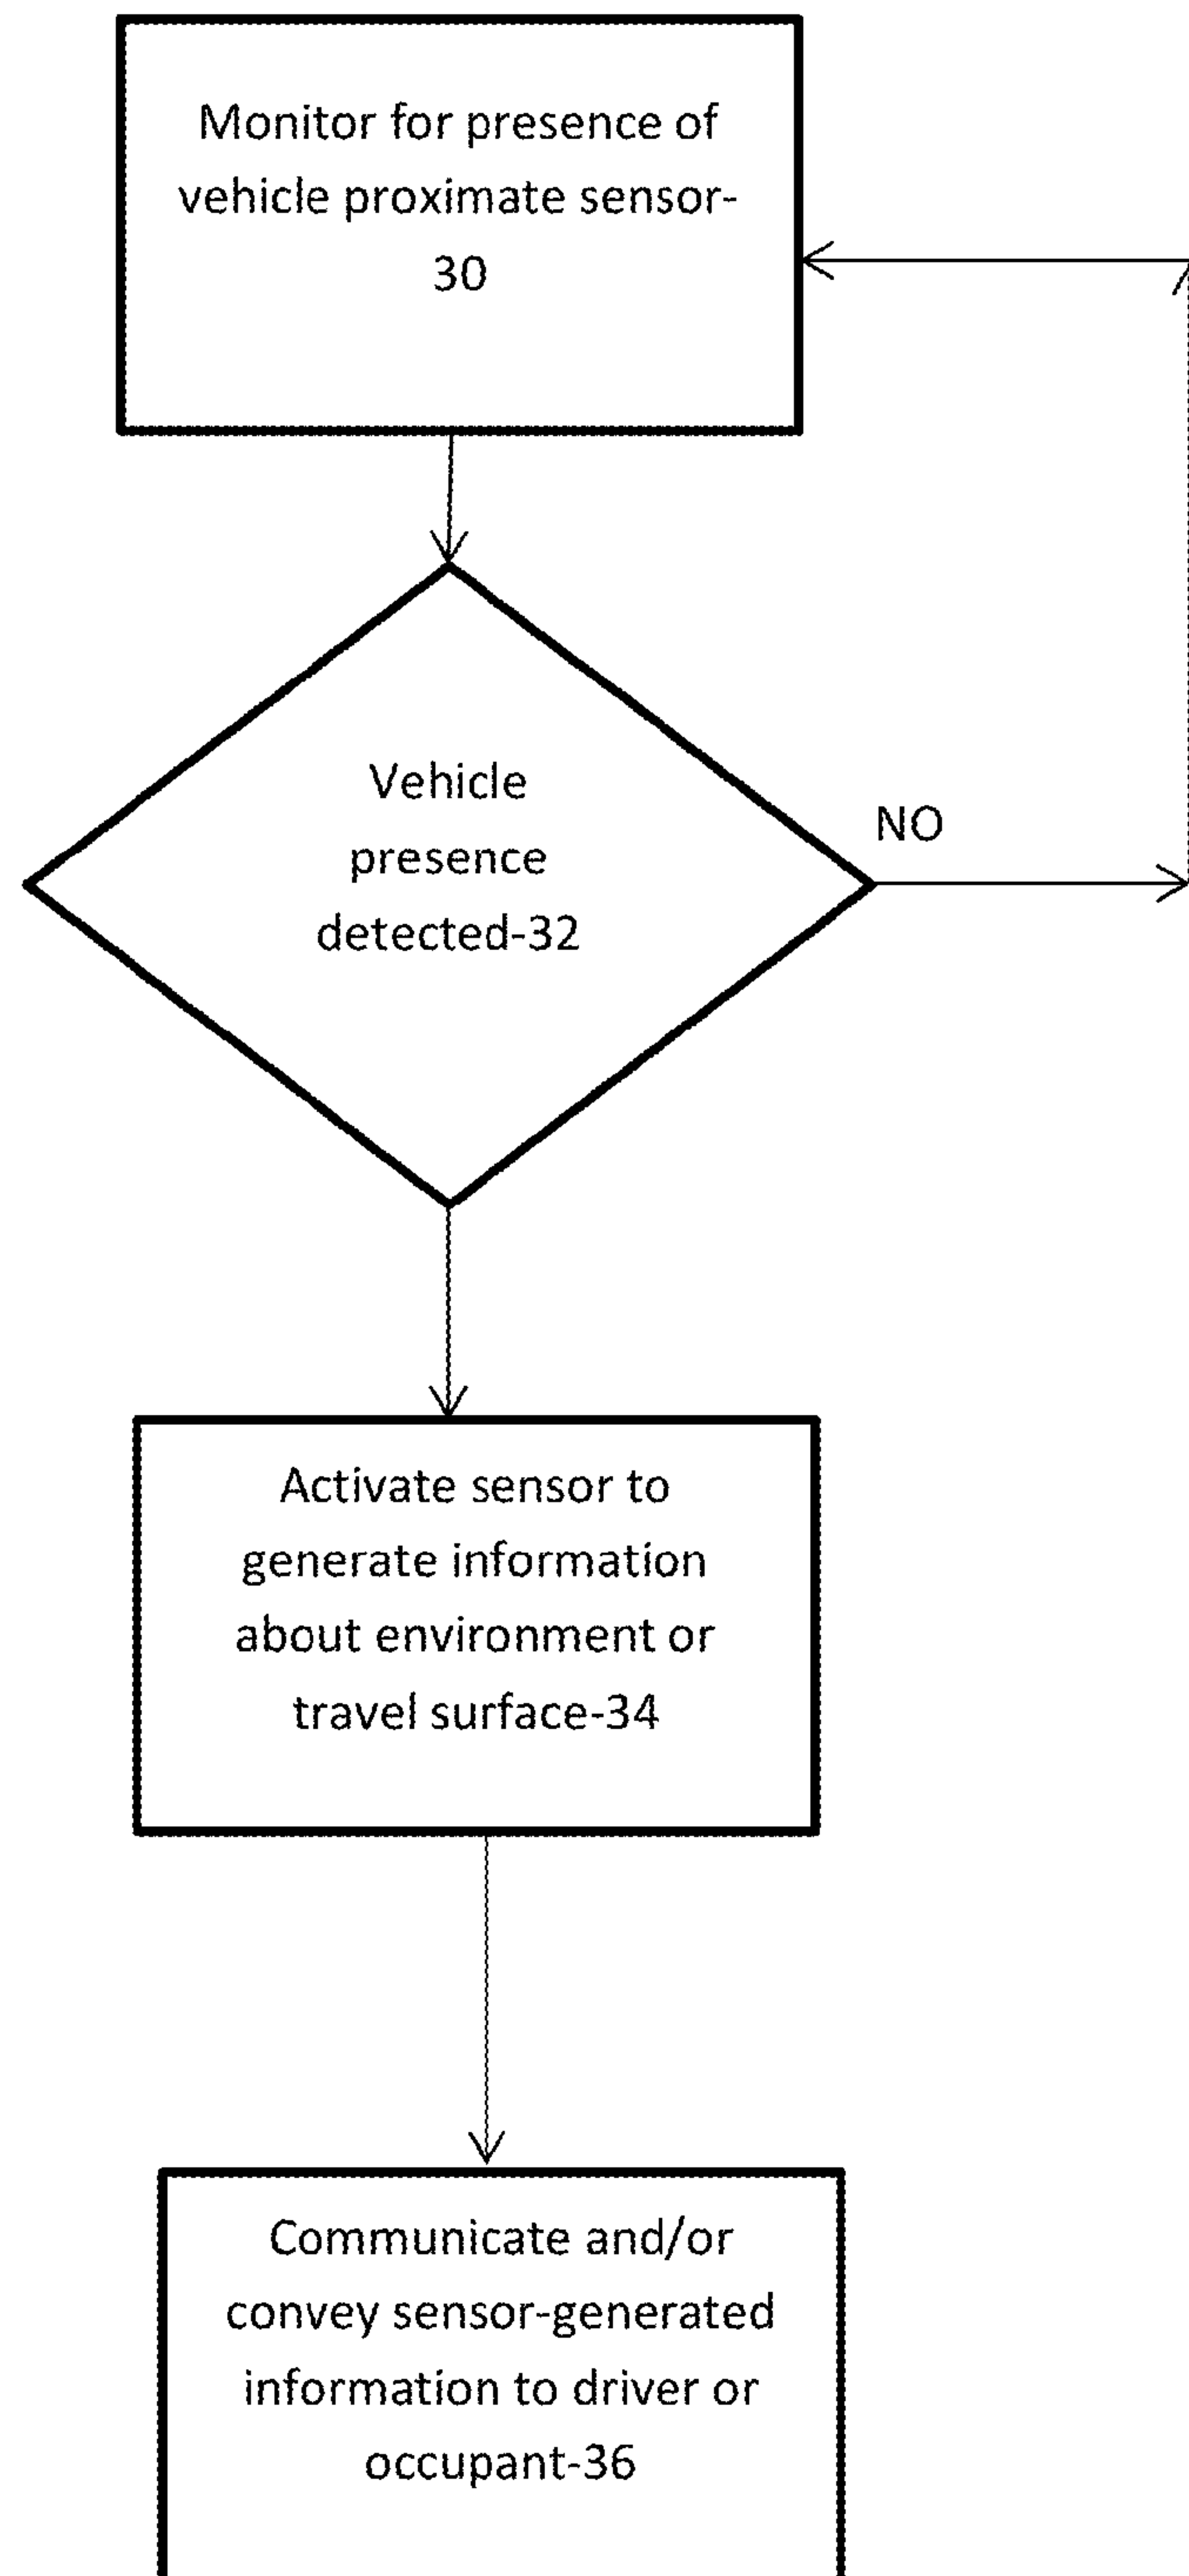 Monitor for presence of
vehicle proximate sensor-
30
Vehicle
presence
detected-32
NO
Activate sensor to
generate information
about environment or
travel surface-34
Communicate and/or
convey sensor-generated
information to driver or
occupant-36